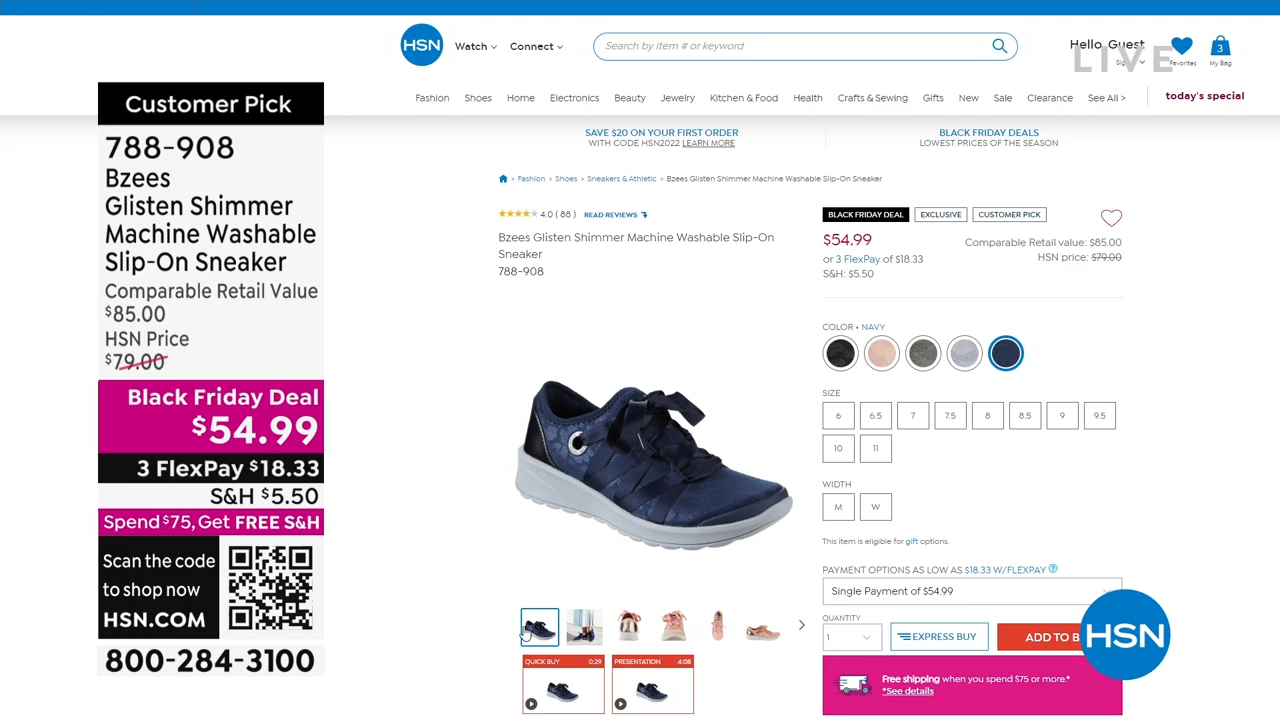 HSN
Watch
Connect
Search by item # or keyword
Hello, Guest
LIVE
Favorites
3
My Bag
Fashion
Shoes
Home
Electronics
Beauty
Jewelry
Kitchen & Food
Health
Crafts & Sewing
Gifts
New
Sale
Clearance
See All >
today's special
SAVE $20 ON YOUR FIRST ORDER
WITH CODE HSN2022 LEARN MORE
BLACK FRIDAY DEALS
LOWEST PRICES OF THE SEASON
Customer Pick
788-908
Bzees
Glisten Shimmer
Machine Washable
Slip-On Sneaker
Comparable Retail Value
$85.00
HSN Price
$79.00
Black Friday Deal
$54.99
3 FlexPay $18.33
S&H $5.50
Spend $75, Get FREE S&H
Scan the code
to shop now
HSN.COM
800-284-3100
> Fashion > Shoes > Sneakers & Athletic > Bzees Glisten Shimmer Machine Washable Slip-On Sneaker
4.0 ( 88 ) READ REVIEWS
Bzees Glisten Shimmer Machine Washable Slip-On
Sneaker
788-908
QUICK BUY 0:29
PRESENTATION 4:08
BLACK FRIDAY DEAL
EXCLUSIVE
CUSTOMER PICK
$54.99
or 3 FlexPay of $18.33
S&H: $5.50
Comparable Retail value: $85.00
HSN price: $79.00
COLOR • NAVY
SIZE
6 6.5 7 7.5 8 8.5 9 9.5
10 11
WIDTH
M W
This item is eligible for gift options.
PAYMENT OPTIONS AS LOW AS $18.33 W/FLEXPAY ?
Single Payment of $54.99
QUANTITY
1
EXPRESS BUY
ADD TO B
HSN
Free shipping when you spend $75 or more.*
*See details